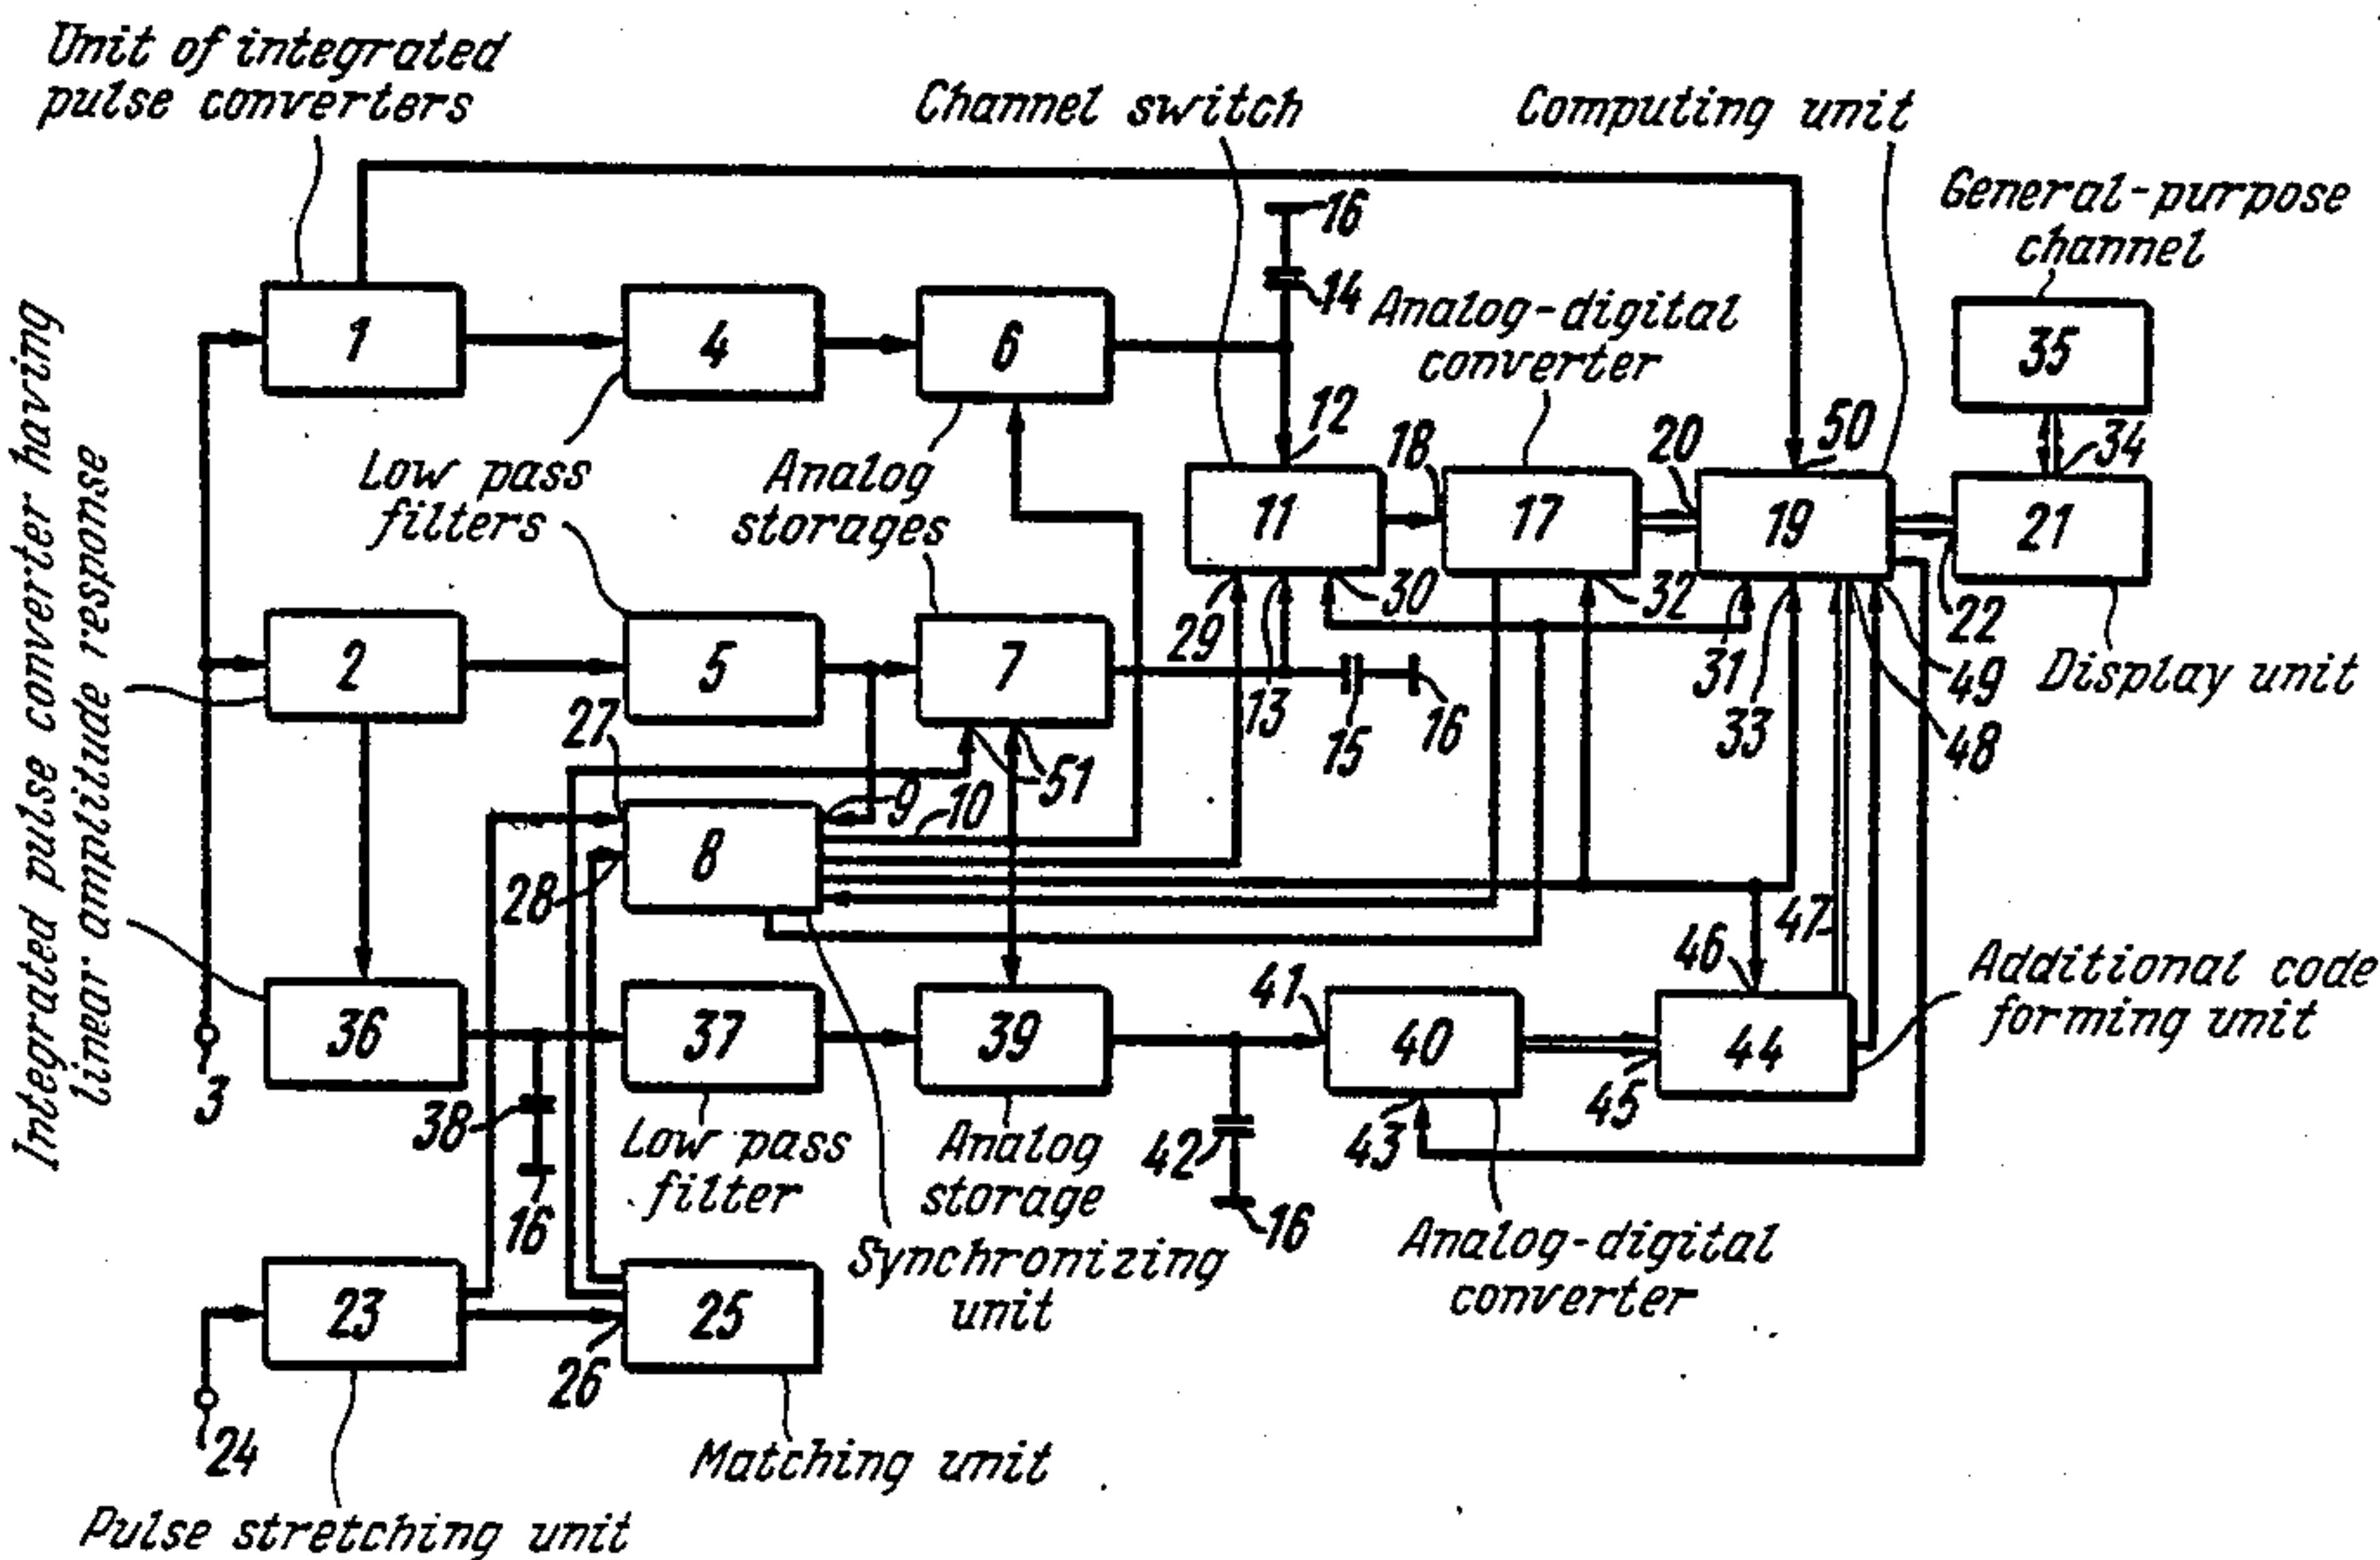 Unit of integrated
pulse converters
Channel switch
Computing unit
General-purpose
channel
16
14
Analog-digital
converter
1
4
6
35
12
18
20
50
34
Integrated pulse converter having
linear amplitude response
Low pass
filters
Analog
storages
11
17
19
21
29
30
32
31
22
2
5
7
13
15
16
33
49
48
Display unit
27
51
9
10
8
28
47
46
Additional code
forming unit
36
37
39
41
40
44
45
3
38
16
Low pass
filter
Analog
storage
42
16
43
Synchronizing
unit
Analog-digital
converter
23
25
26
24
Matching unit
Pulse stretching unit